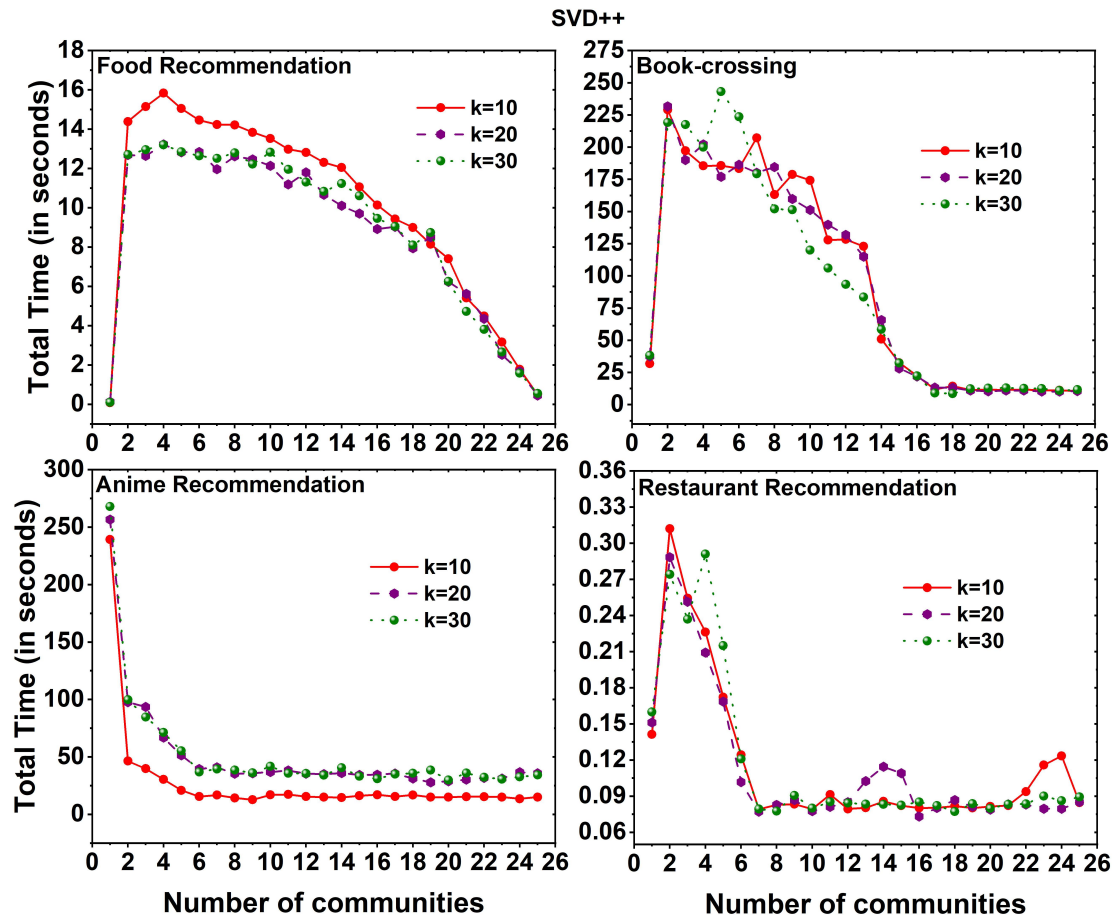 SVD++
Food Recommendation
k=10
k=20
k=30
Total Time (in seconds)
18
16
14
12
10
8
6
4
2
0
0 2 4 6 8 10 12 14 16 18 20 22 24 26
Book-crossing
k=10
k=20
k=30
275
250
225
200
175
150
125
100
75
50
25
0
0 2 4 6 8 10 12 14 16 18 20 22 24 26
Anime Recommendation
k=10
k=20
k=30
Total Time (in seconds)
300
250
200
150
100
50
0
0 2 4 6 8 10 12 14 16 18 20 22 24 26
Number of communities
Restaurant Recommendation
k=10
k=20
k=30
0.36
0.33
0.30
0.27
0.24
0.21
0.18
0.15
0.12
0.09
0.06
0 2 4 6 8 10 12 14 16 18 20 22 24 26
Number of communities